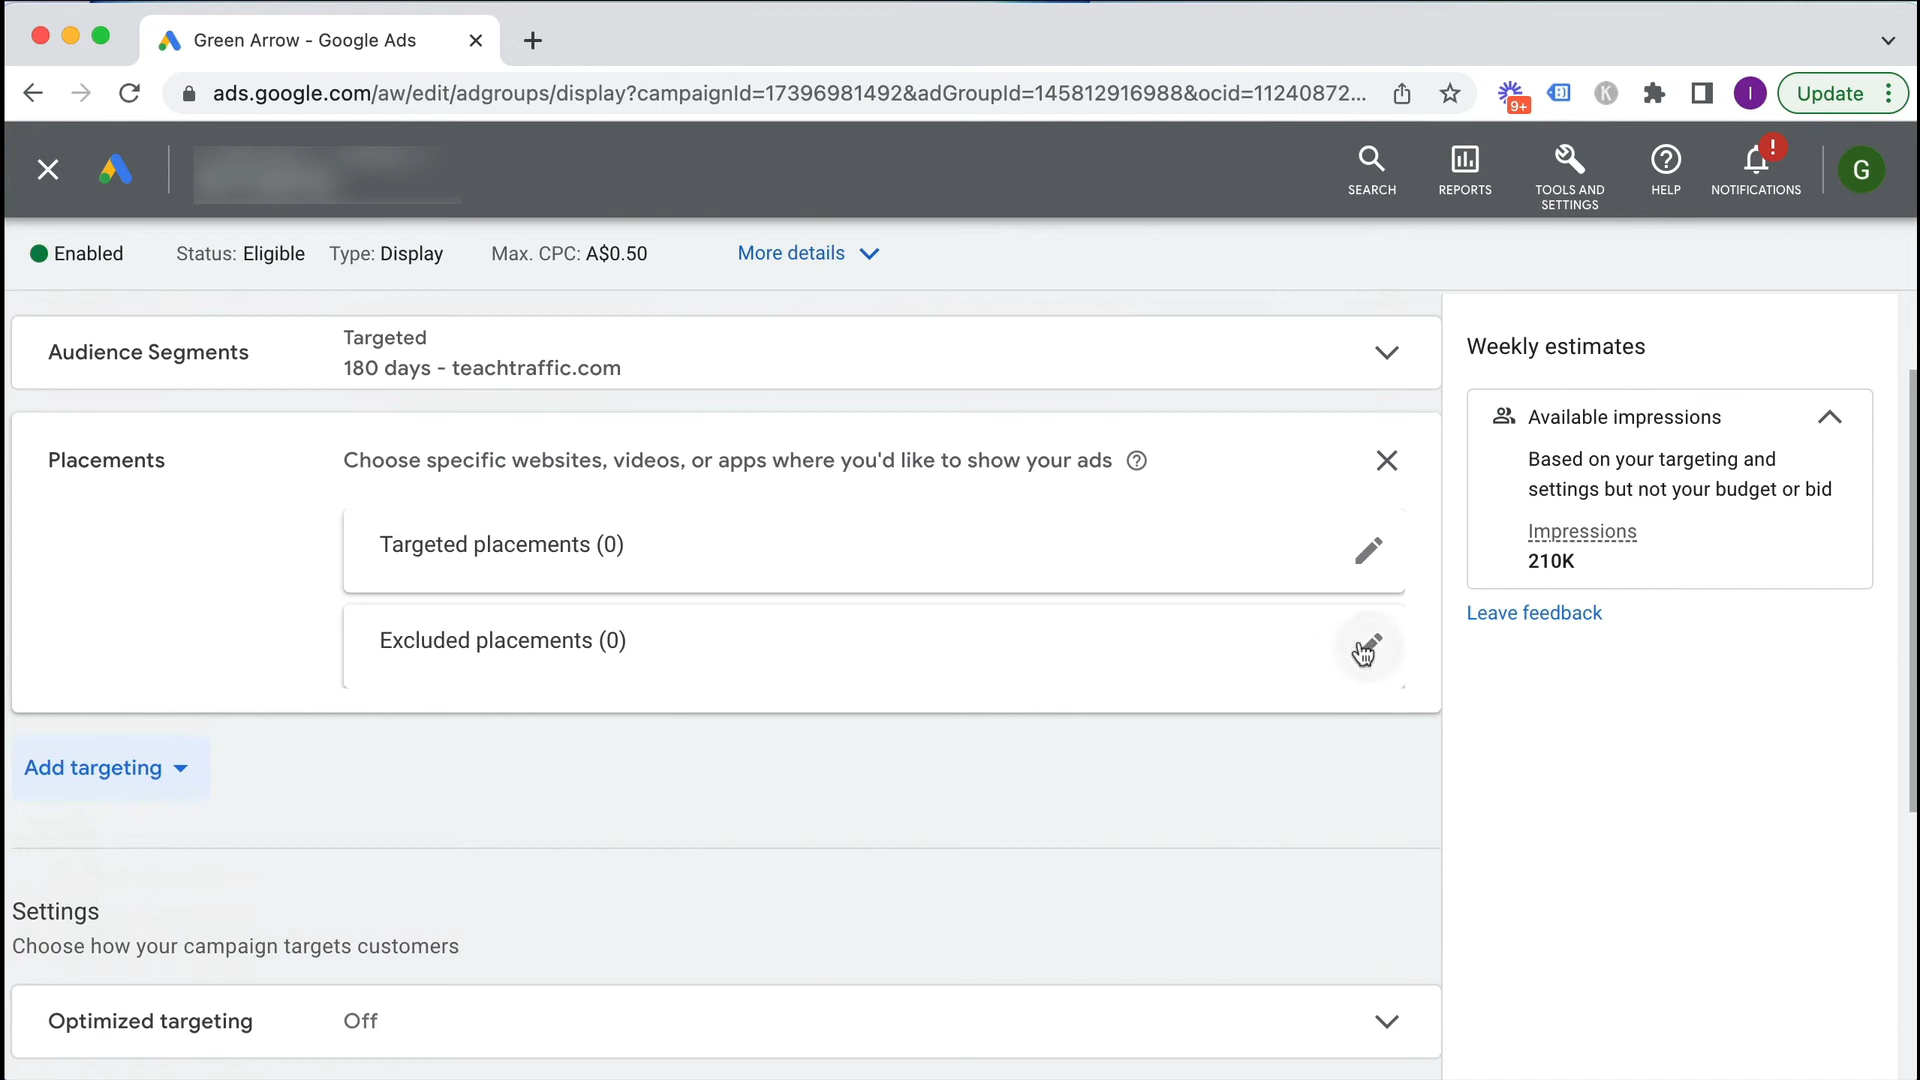 Green Arrow - Google Ads
ads.google.com/aw/edit/adgroups/display?campaignId=17396981492&adGroupId=145812916988&ocid=11240872...
9+
K
I
Update
SEARCH
REPORTS
TOOLS AND
SETTINGS
HELP
!
NOTIFICATIONS
G
Enabled
Status: Eligible
Type: Display
Max. CPC: A$0.50
More details
Audience Segments
Targeted
180 days - teachtraffic.com
Weekly estimates
Available impressions
Based on your targeting and
settings but not your budget or bid
Impressions
210K
Leave feedback
Placements
Choose specific websites, videos, or apps where you'd like to show your ads
Targeted placements (0)
Excluded placements (0)
Add targeting
Settings
Choose how your campaign targets customers
Optimized targeting
Off